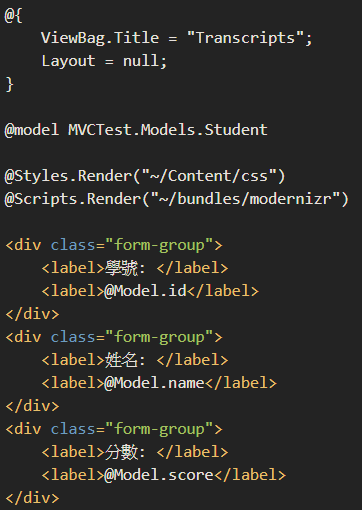 @{
    ViewBag.Title = "Transcripts";
    Layout = null;
}
@model MVCTest.Models.Student
@Styles.Render("~/Content/css")
@Scripts.Render("~/bundles/modernizr")
<div class="form-group">
    <label>學號: </label>
    <label>@Model.id</label>
</div>
<div class="form-group">
    <label>姓名: </label>
    <label>@Model.name</label>
</div>
<div class="form-group">
    <label>分數: </label>
    <label>@Model.score</label>
</div>